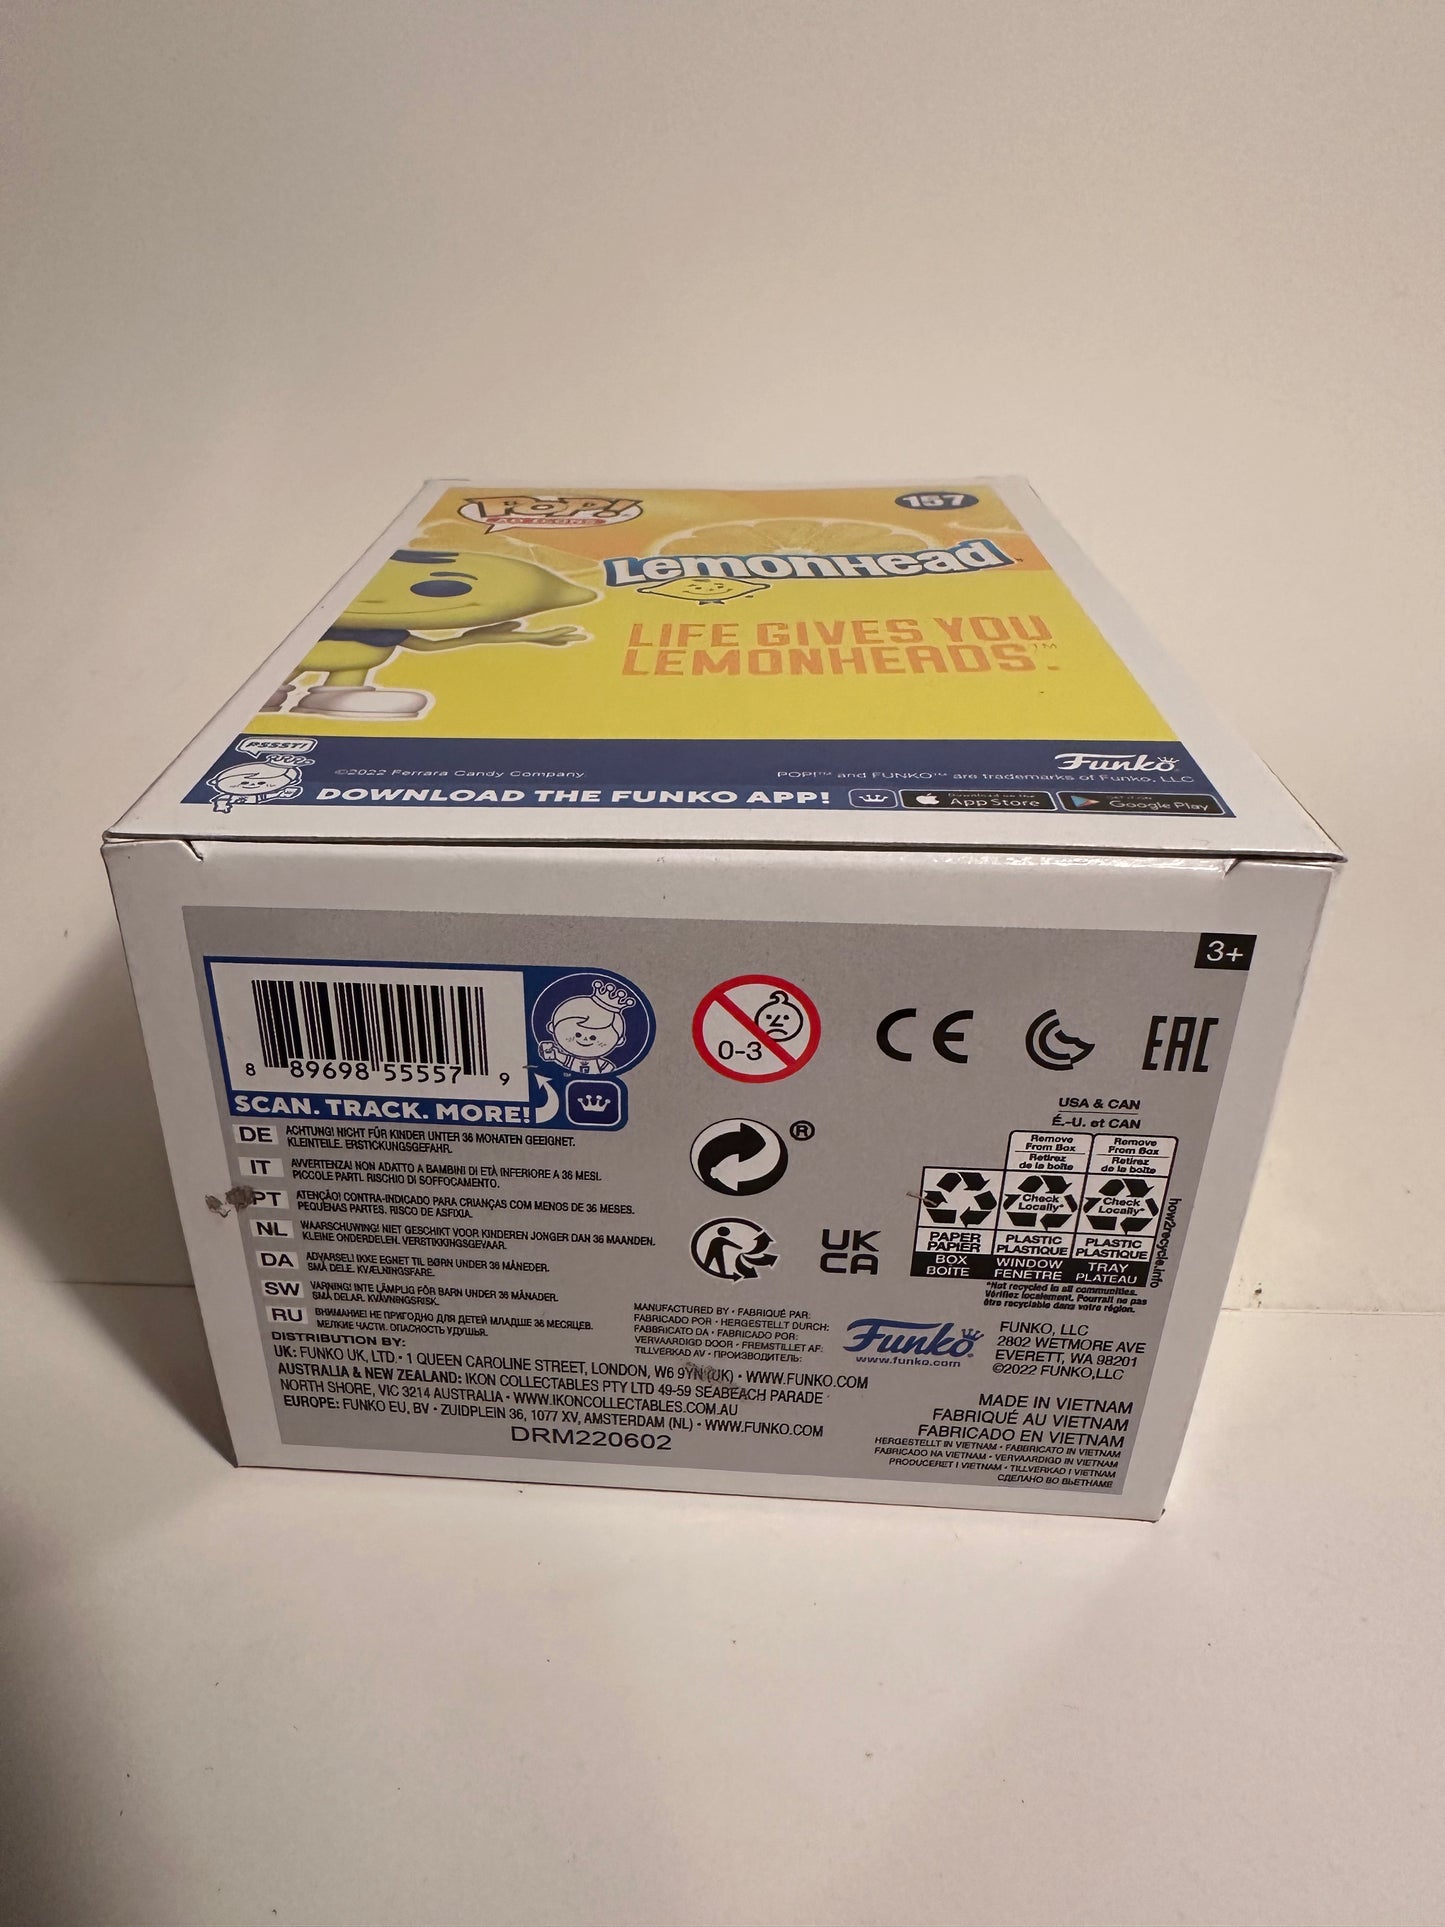 POP!
AD ICONS
157
Lemonhead™
LIFE GIVES YOU
LEMONHEADS™.
PSSST!
©2022 Ferrara Candy Company
Funko
POP!™ and FUNKO™ are trademarks of Funko, LLC
DOWNLOAD THE FUNKO APP!
Download on the
App Store
GET IT ON
Google Play
3+
8 89698 55557 9
SCAN. TRACK. MORE!
0-3
CE
EAC
DE ACHTUNG! NICHT FÜR KINDER UNTER 36 MONATEN GEEIGNET.
KLEINTEILE. ERSTICKUNGSGEFAHR.
IT AVVERTENZA! NON ADATTO A BAMBINI DI ETÀ INFERIORE A 36 MESI.
PICCOLE PARTI. RISCHIO DI SOFFOCAMENTO.
PT ATENÇÃO! CONTRA-INDICADO PARA CRIANÇAS COM MENOS DE 36 MESES.
PEQUENAS PARTES. RISCO DE ASFIXIA.
NL WAARSCHUWING! NIET GESCHIKT VOOR KINDEREN JONGER DAN 36 MAANDEN.
KLEINE ONDERDELEN. VERSTIKKINGSGEVAAR.
DA ADVARSEL! IKKE EGNET TIL BØRN UNDER 36 MÅNEDER.
SMÅ DELE. KVÆLNINGSFARE.
SW VARNING! INTE LÄMPLIG FÖR BARN UNDER 36 MÅNADER.
SMÅ DELAR. KVÄVNINGSRISK.
RU ВНИМАНИЕ! НЕ ПРИГОДНО ДЛЯ ДЕТЕЙ МЛАДШЕ 36 МЕСЯЦЕВ.
МЕЛКИЕ ЧАСТИ. ОПАСНОСТЬ УДУШЬЯ.
®
UK
CA
USA & CAN
É.-U. et CAN
Remove
From Box
Retirez
de la boîte
Remove
From Box
Retirez
de la boîte
Check
Locally*
Check
Locally*
PAPER
PAPIER
PLASTIC
PLASTIQUE
PLASTIC
PLASTIQUE
BOX
BOITE
WINDOW
FENETRE
TRAY
PLATEAU
how2recycle.info
*Not recycled in all communities.
Vérifiez localement. Pourrait ne pas
être recyclable dans votre région.
DISTRIBUTION BY:
UK: FUNKO UK, LTD. • 1 QUEEN CAROLINE STREET, LONDON, W6 9YN (UK) • WWW.FUNKO.COM
AUSTRALIA & NEW ZEALAND: IKON COLLECTABLES PTY LTD 49-59 SEABEACH PARADE
NORTH SHORE, VIC 3214 AUSTRALIA • WWW.IKONCOLLECTABLES.COM.AU
EUROPE: FUNKO EU, BV • ZUIDPLEIN 36, 1077 XV, AMSTERDAM (NL) • WWW.FUNKO.COM
DRM220602
MANUFACTURED BY • FABRIQUÉ PAR:
FABRICADO POR • HERGESTELLT DURCH:
FABBRICATO DA • FABRICADO POR:
VERVAARDIGD DOOR • FREMSTILLET AF:
TILLVERKAD AV • ПРОИЗВОДИТЕЛЬ:
Funko
www.funko.com
FUNKO, LLC
2802 WETMORE AVE
EVERETT, WA 98201
©2022 FUNKO,LLC
MADE IN VIETNAM
FABRIQUÉ AU VIETNAM
FABRICADO EN VIETNAM
HERGESTELLT IN VIETNAM • FABBRICATO IN VIETNAM
FABRICADO NA VIETNAM • VERVAARDIGD IN VIETNAM
PRODUCERET I VIETNAM • TILLVERKAD I VIETNAM
СДЕЛАНО ВО ВЬЕТНАМЕ